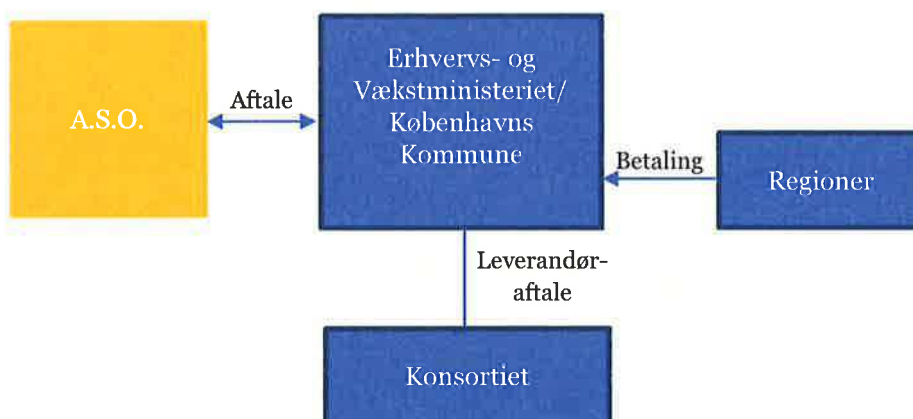 A.S.O.
Aftale
Erhvervs- og
Vækstministeriet/
Københavns
Kommune
Betaling
Regioner
Leverandør-
aftale
Konsortiet